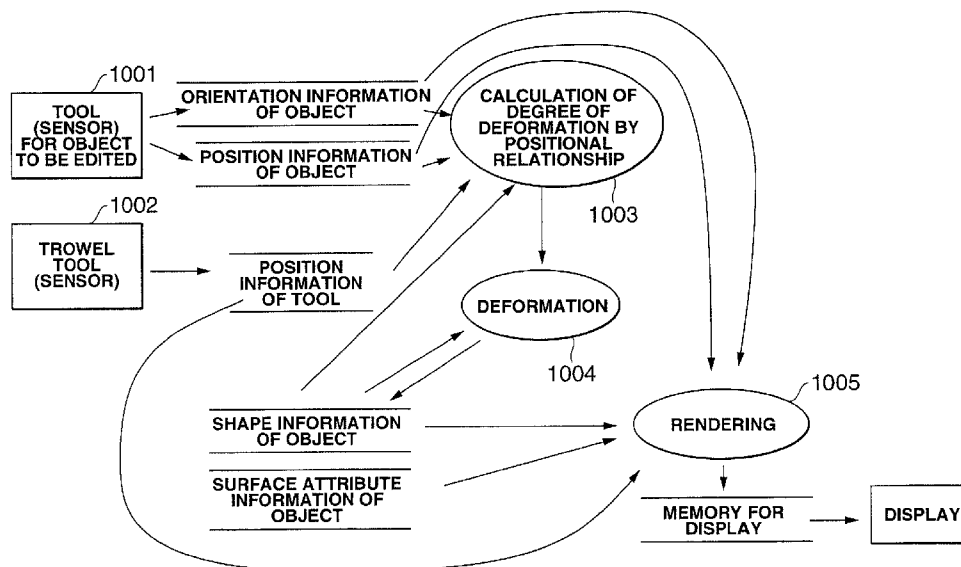 1001
TOOL
(SENSOR)
FOR OBJECT
TO BE EDITED
ORIENTATION INFORMATION
OF OBJECT
POSITION INFORMATION
OF OBJECT
CALCULATION OF
DEGREE OF
DEFORMATION BY
POSITIONAL
RELATIONSHIP
1003
1002
TROWEL
TOOL
(SENSOR)
POSITION
INFORMATION
OF TOOL
DEFORMATION
1004
SHAPE INFORMATION
OF OBJECT
SURFACE ATTRIBUTE
INFORMATION OF
OBJECT
1005
RENDERING
MEMORY FOR
DISPLAY
DISPLAY